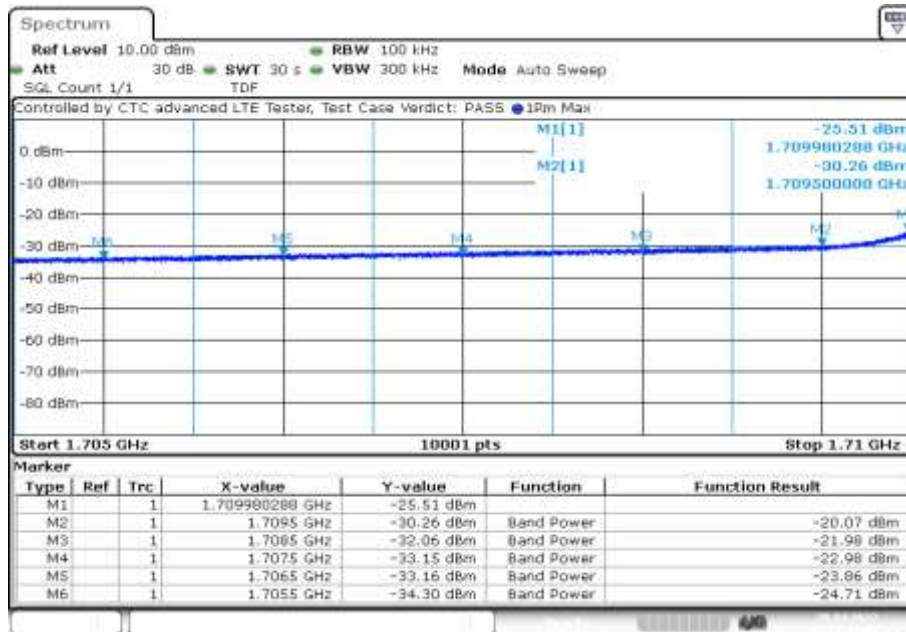 Spectrum
Ref Level 10.00 dBm RBW 100 kHz
Att 30 dB SWT 30 s VBW 300 kHz Mode Auto Sweep
SGL Count 1/1 TDF
Controlled by CTC advanced LTE Tester, Test Case Verdict: PASS 1Rm Max
M1[1] -25.51 dBm
1.709980288 GHz
M2[1] -30.26 dBm
1.709500000 GHz
0 dBm
-10 dBm
-20 dBm
-30 dBm
M6 M5 M4 M3 M2
-40 dBm
-50 dBm
-60 dBm
-70 dBm
-80 dBm
Start 1.705 GHz 10001 pts Stop 1.71 GHz
Marker
Type Ref Trc X-value Y-value Function Function Result
M1 1 1.709980288 GHz -25.51 dBm
M2 1 1.7095 GHz -30.26 dBm Band Power -20.07 dBm
M3 1 1.7085 GHz -32.06 dBm Band Power -21.98 dBm
M4 1 1.7075 GHz -33.15 dBm Band Power -22.98 dBm
M5 1 1.7065 GHz -33.16 dBm Band Power -23.86 dBm
M6 1 1.7055 GHz -34.30 dBm Band Power -24.71 dBm